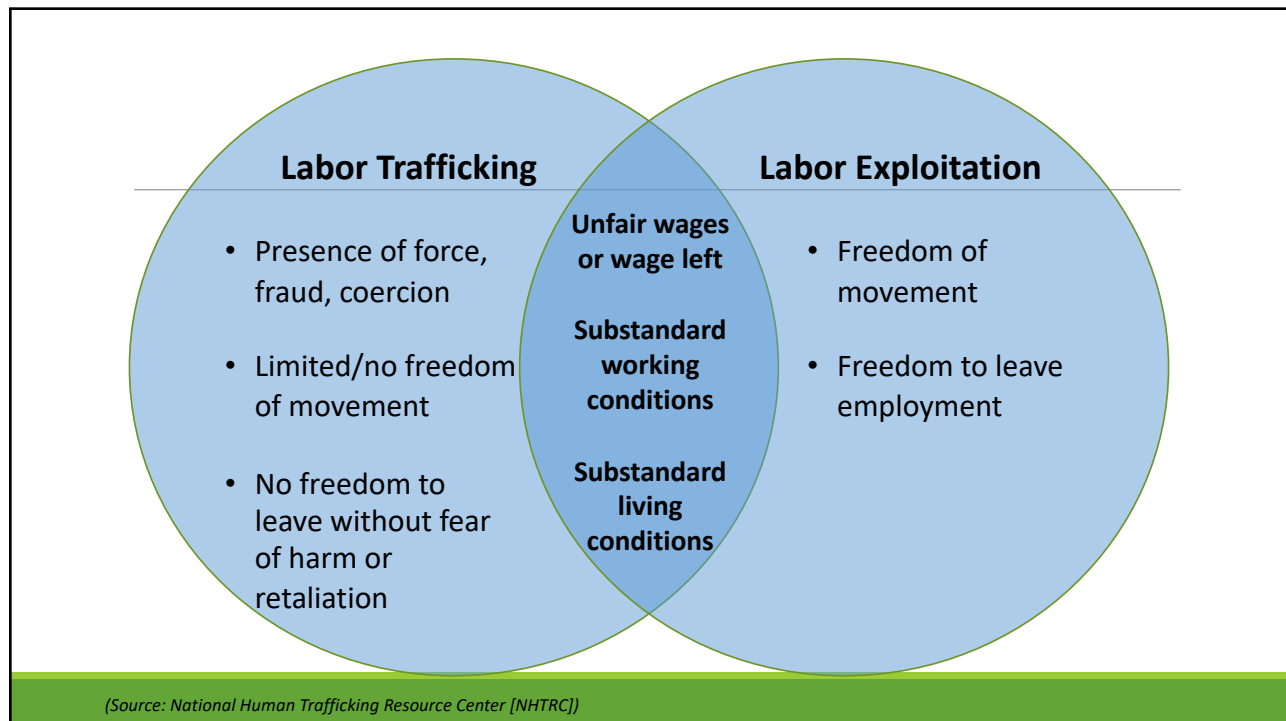 Labor Trafficking
• Presence of force,
fraud, coercion
• Limited/no freedom
of movement
• No freedom to
leave without fear
of harm or
retaliation
Unfair wages
or wage left
Substandard
working
conditions
Substandard
living
conditions
Labor Exploitation
• Freedom of
movement
• Freedom to leave
employment
(Source: National Human Trafficking Resource Center [NHTRC])